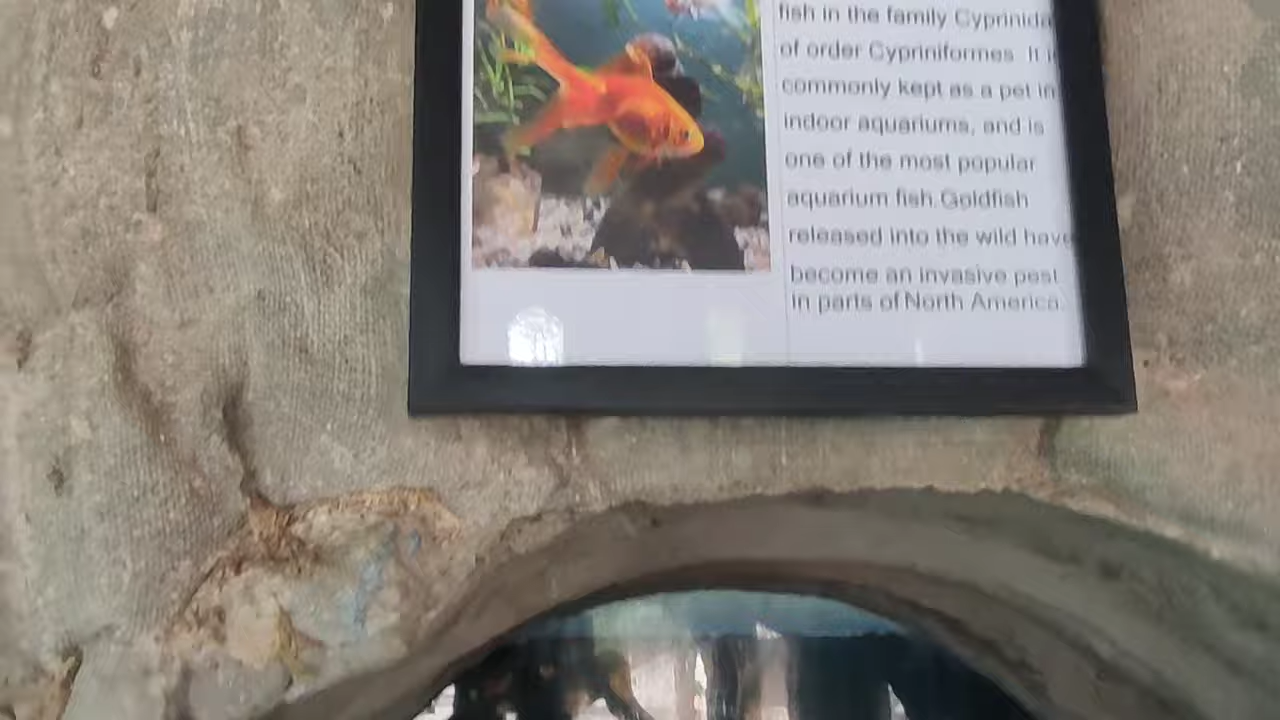 fish in the family Cyprinida
of order Cypriniformes. It is
commonly kept as a pet in
indoor aquariums, and is
one of the most popular
aquarium fish.Goldfish
released into the wild have
become an invasive pest
in parts of North America.